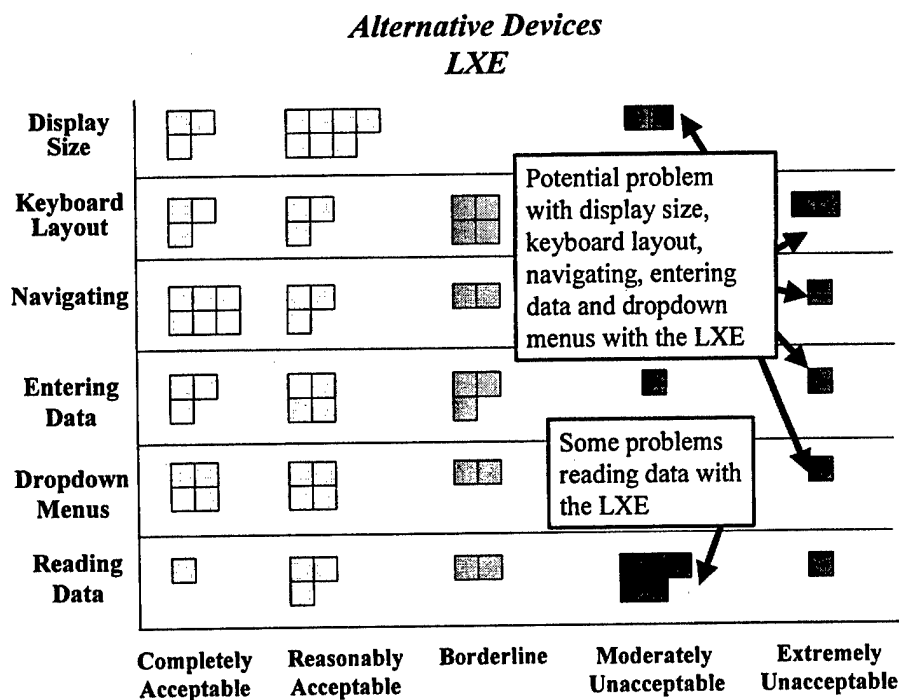 Alternative Devices
LXE
Display
Size
Keyboard
Layout
Navigating
Entering
Data
Dropdown
Menus
Reading
Data
Potential problem
with display size,
keyboard layout,
navigating, entering
data and dropdown
menus with the LXE
Some problems
reading data with
the LXE
Completely
Acceptable
Reasonably
Acceptable
Borderline
Moderately
Unacceptable
Extremely
Unacceptable